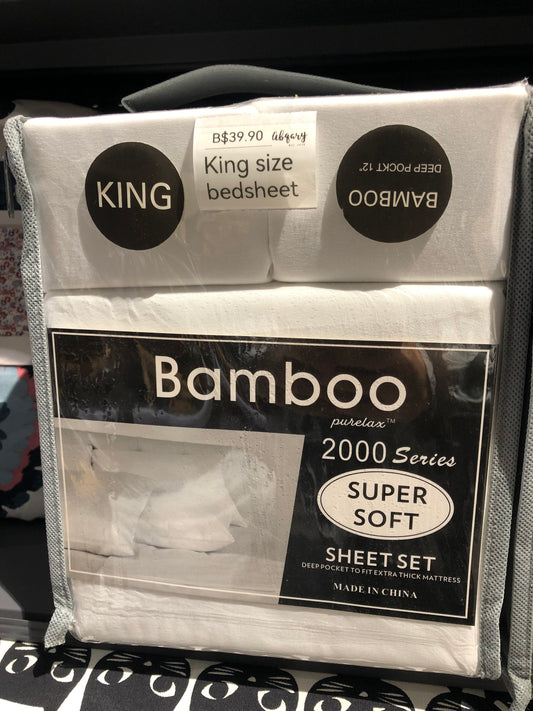 B$39.90 Abqary
King size
bedsheet
KING
BAMBOO
DEEP POCKT 12"
Bamboo
purelax™
2000 Series
SUPER
SOFT
SHEET SET
DEEP POCKET TO FIT EXTRA THICK MATTRESS
MADE IN CHINA